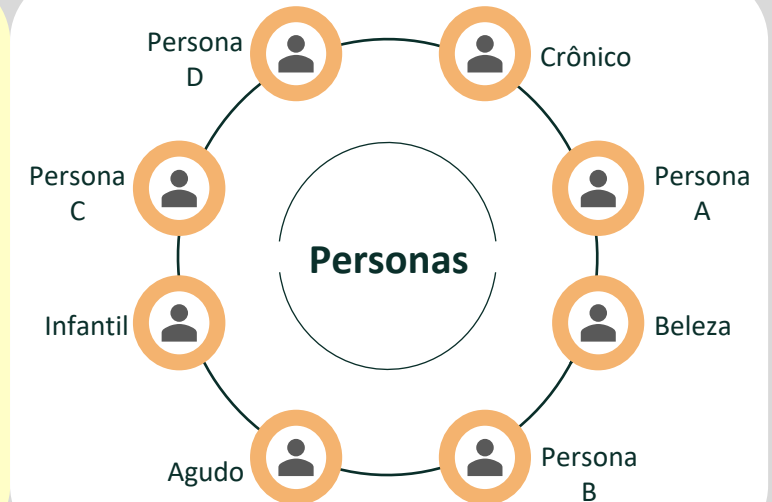 Persona
D
Crônico
Persona
C
Persona
A
Personas
Infantil
Beleza
Agudo
Persona
B